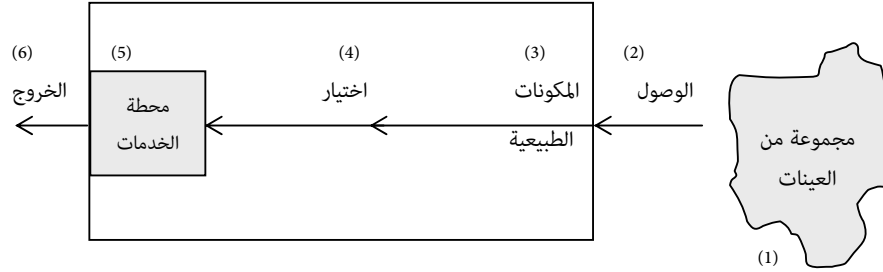 (1)
مجموعة من
العينات
(2)
الوصول
(3)
المكونات
الطبيعية
(4)
اختيار
(5)
محطة
الخدمات
(6)
الخروج